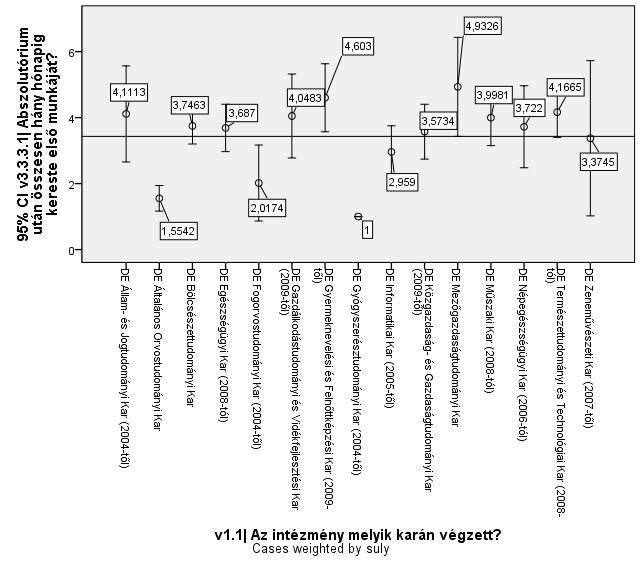 95% CI v3.3.3.1| Abszolutórium
után összesen hány hónapig
kereste első munkáját?
6
4
2
0
4,1113
1,5542
3,7463
3,687
2,0174
4,0483
4,603
1
2,959
3,5734
4,9326
3,9981
3,722
4,1665
3,3745
DE Állam- és Jogtudományi Kar (2004-től)
DE Általános Orvostudományi Kar
DE Bölcsészettudományi Kar
DE Egészségügyi Kar (2008-tól)
DE Fogorvostudományi Kar (2004-től)
DE Gazdálkodástudományi és Vidékfejlesztési Kar
(2009-től)
DE Gyermeknevelési és Felnőttképzési Kar (2009-
től)
DE Gyógyszerésztudományi Kar (2004-től)
DE Informatikai Kar (2005-től)
DE Közgazdaság- és Gazdaságtudományi Kar
(2009-től)
DE Mezőgazdaságtudományi Kar
DE Műszaki Kar (2008-tól)
DE Népegészségügyi Kar (2006-tól)
DE Természettudományi és Technológiai Kar (2008-
tól)
DE Zeneművészeti Kar (2007-től)
v1.1| Az intézmény melyik karán végzett?
Cases weighted by suly